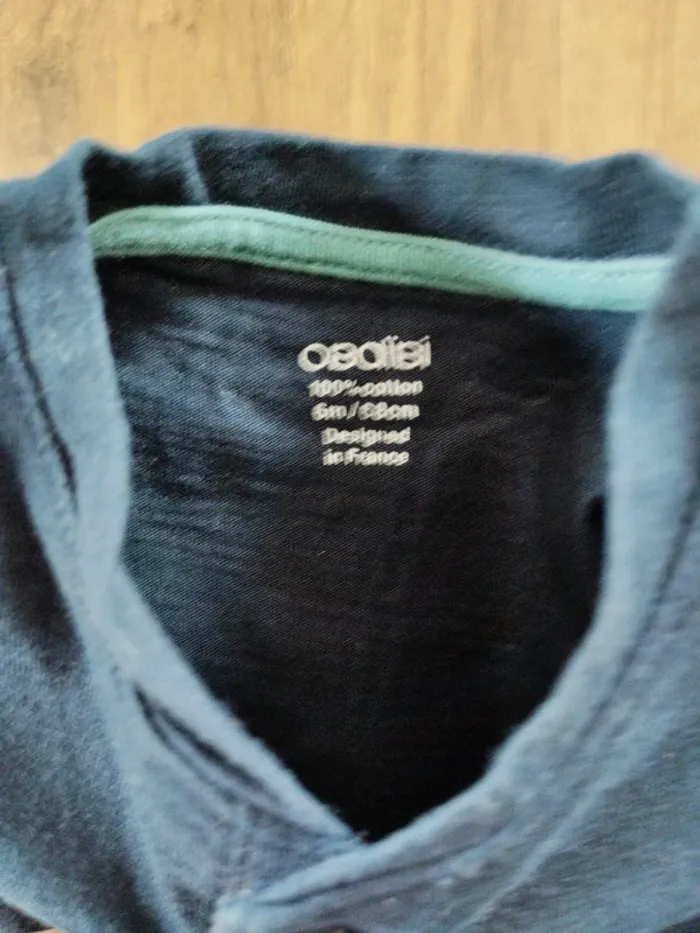 obaïbi
100% cotton
6m / 68cm
Designed
in France